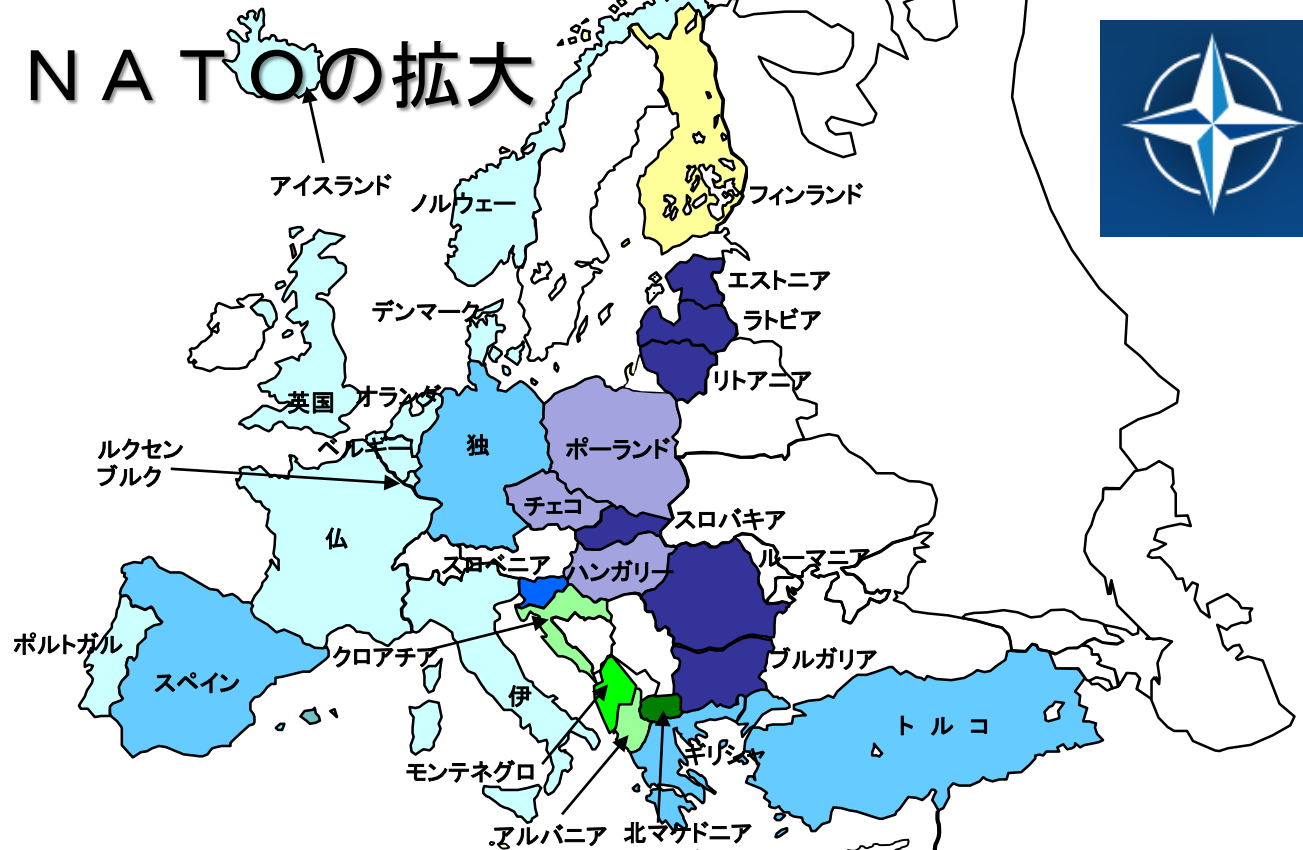 ＮＡＴＯの拡大
アイスランド
ノルウェー
フィンランド
エストニア
デンマーク
ラトビア
リトアニア
英国
オランダ
ルクセン
ブルク
ベルギー
独
ポーランド
チェコ
スロバキア
仏
スロベニア
ハンガリー
ルーマニア
ポルトガル
クロアチア
ブルガリア
スペイン
伊
トルコ
ギリシャ
モンテネグロ
アルバニア
北マケドニア